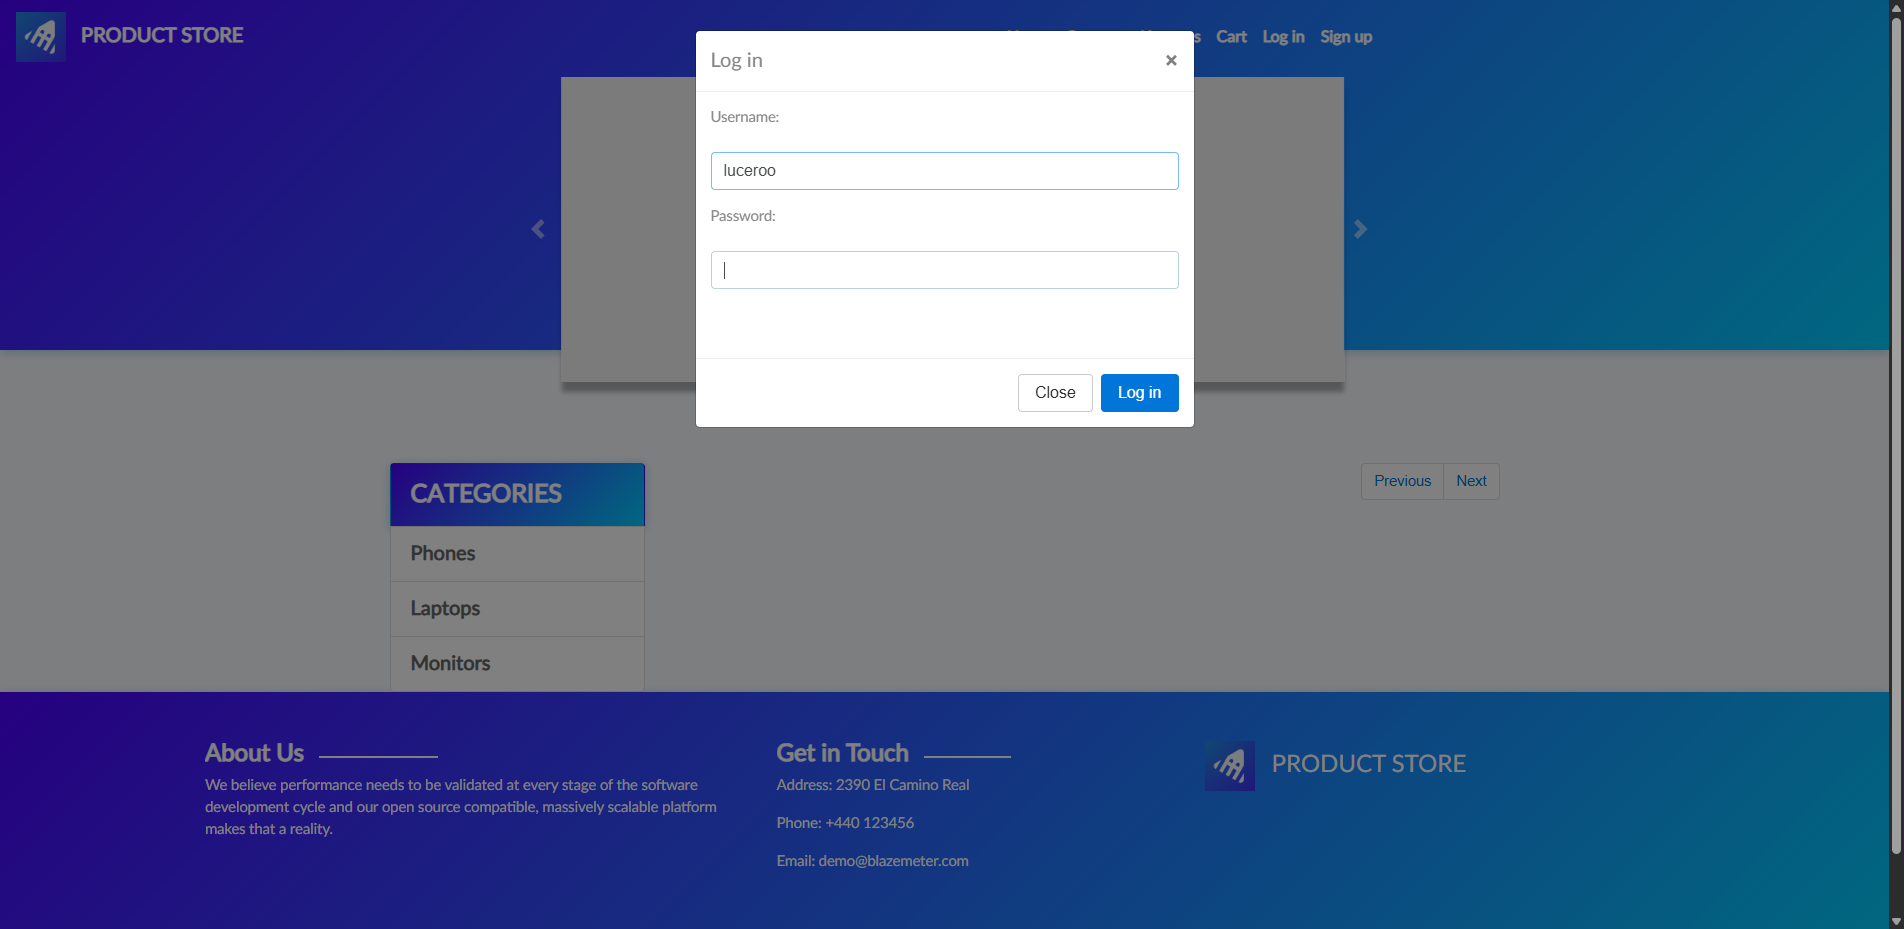 PRODUCT STORE
s Cart Log in Sign up
Log in
×
Username:
luceroo
Password:
Close Log in
CATEGORIES
Phones
Laptops
Monitors
Previous Next
About Us
We believe performance needs to be validated at every stage of the software
development cycle and our open source compatible, massively scalable platform
makes that a reality.
Get in Touch
Address: 2390 El Camino Real
Phone: +440 123456
Email: demo@blazemeter.com
PRODUCT STORE